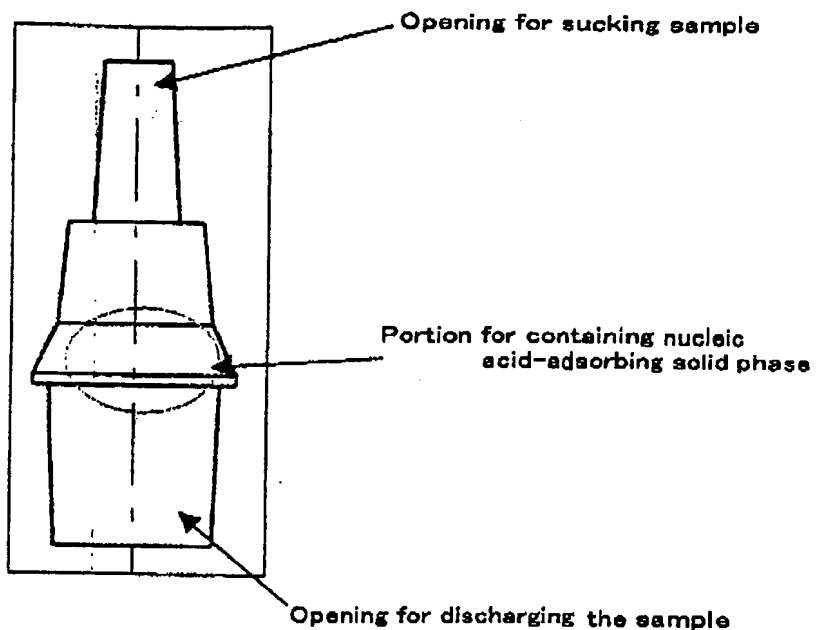 Opening for sucking sample
Portion for containing nucleic
acid-adsorbing solid phase
Opening for discharging the sample